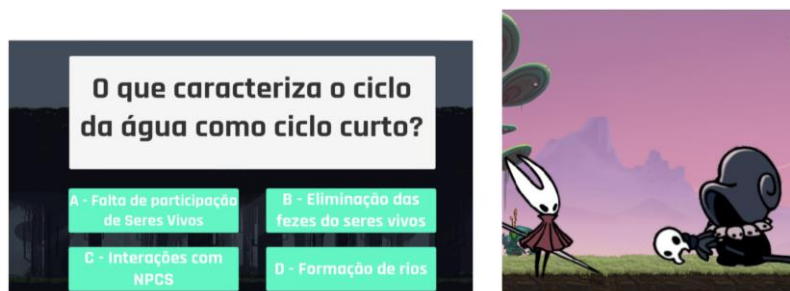 O que caracteriza o ciclo
da água como ciclo curto?
A - Falta de participação
de Seres Vivos
B - Eliminação das
fezes do seres vivos
C - Interações com
NPCS
D - Formação de rios